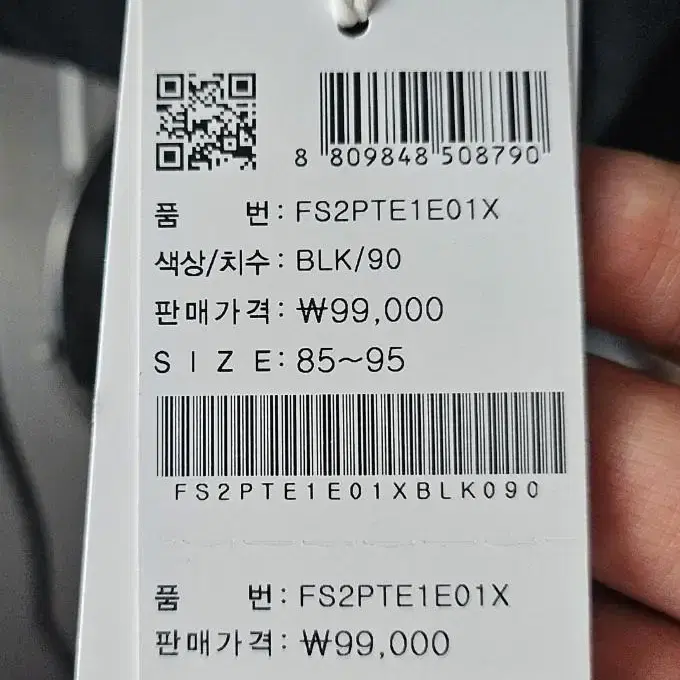 8 809848 508790
품 번: FS2PTE1E01X
색상/치수: BLK/90
판매가격: ₩99,000
SIZE: 85~95
FS2PTE1E01XBLK090
품 번: FS2PTE1E01X
판매가격: ₩99,000